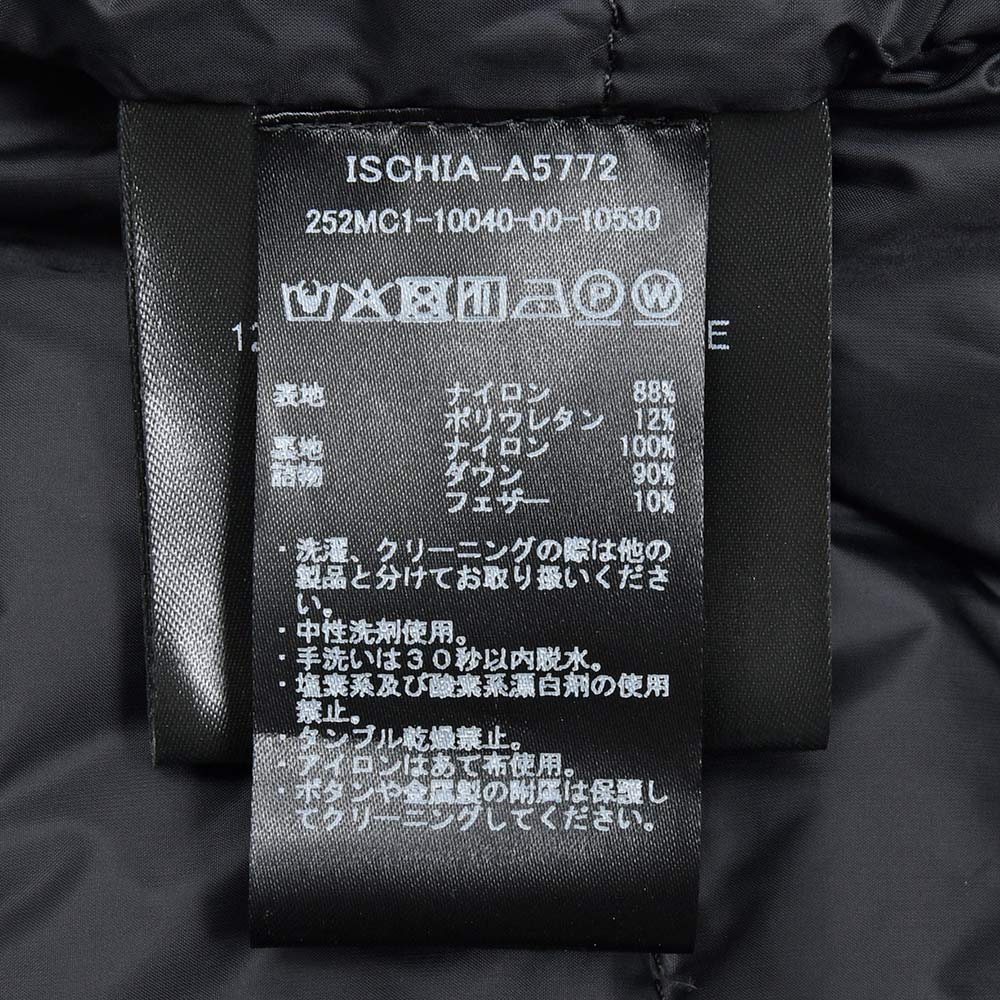 ISCHIA-A5772
252MC1-10040-00-10530
P W
12 E
表地 ナイロン 88%
ポリウレタン 12%
裏地 ナイロン 100%
詰物 ダウン 90%
フェザー 10%
・洗濯、クリーニングの際は他の
製品と分けてお取り扱いくださ
い。
・中性洗剤使用。
・手洗いは30秒以内脱水。
・塩素系及び酸素系漂白剤の使用
禁止。
・タンブル乾燥禁止。
・アイロンはあて布使用。
・ボタンや金属製の附属は保護し
てクリーニングしてください。